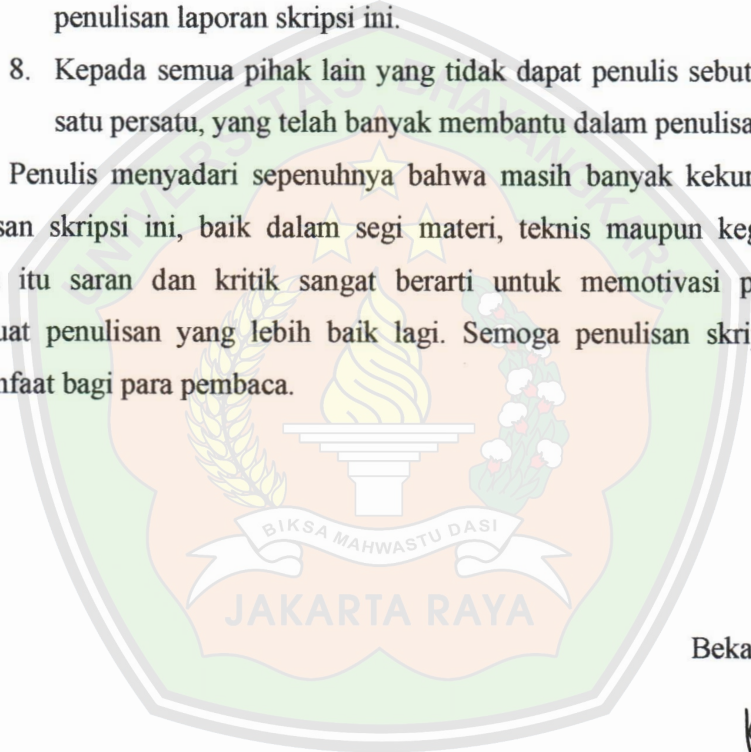 penulisan laporan skripsi ini.
8. Kepada semua pihak lain yang tidak dapat penulis sebut
satu persatu, yang telah banyak membantu dalam penulisa
Penulis menyadari sepenuhnya bahwa masih banyak kekur
san skripsi ini, baik dalam segi materi, teknis maupun keg
itu saran dan kritik sangat berarti untuk memotivasi p
uat penulisan yang lebih baik lagi. Semoga penulisan skrip
nfaat bagi para pembaca.
UNIVERSITAS BHAYANGKARA
BIKSA MAHWASTU DASI
JAKARTA RAYA
Beka